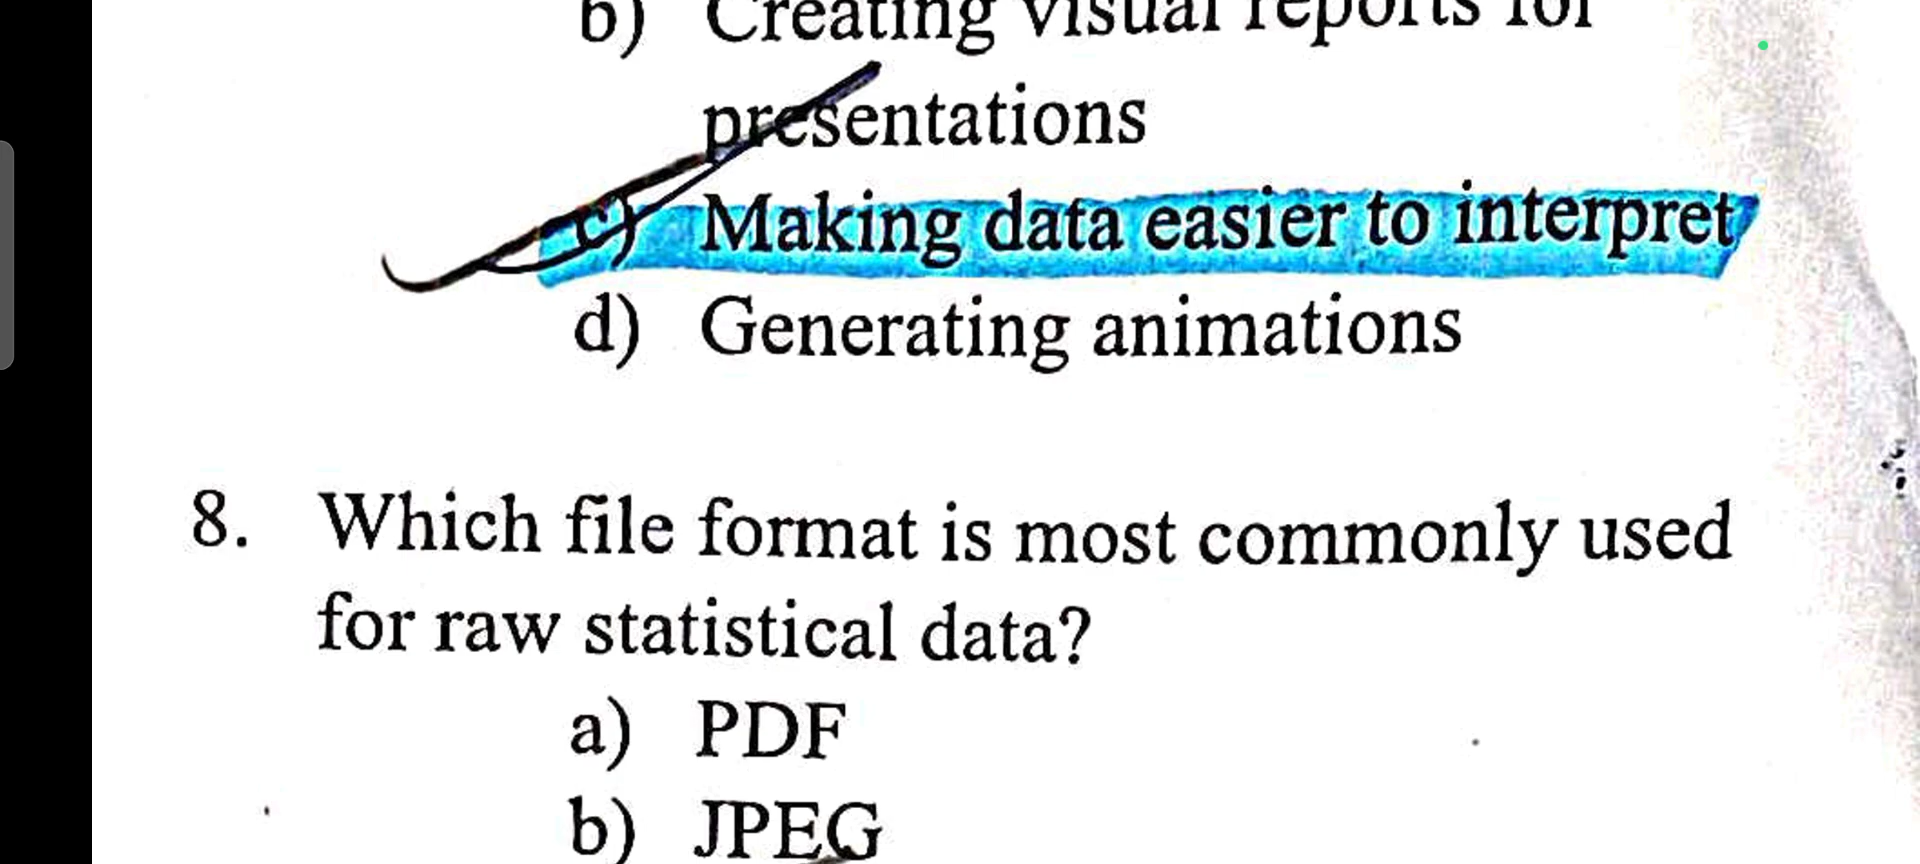 b) Creating visual reports for
presentations
c) Making data easier to interpret
d) Generating animations
8. Which file format is most commonly used
for raw statistical data?
a) PDF
b) JPEG